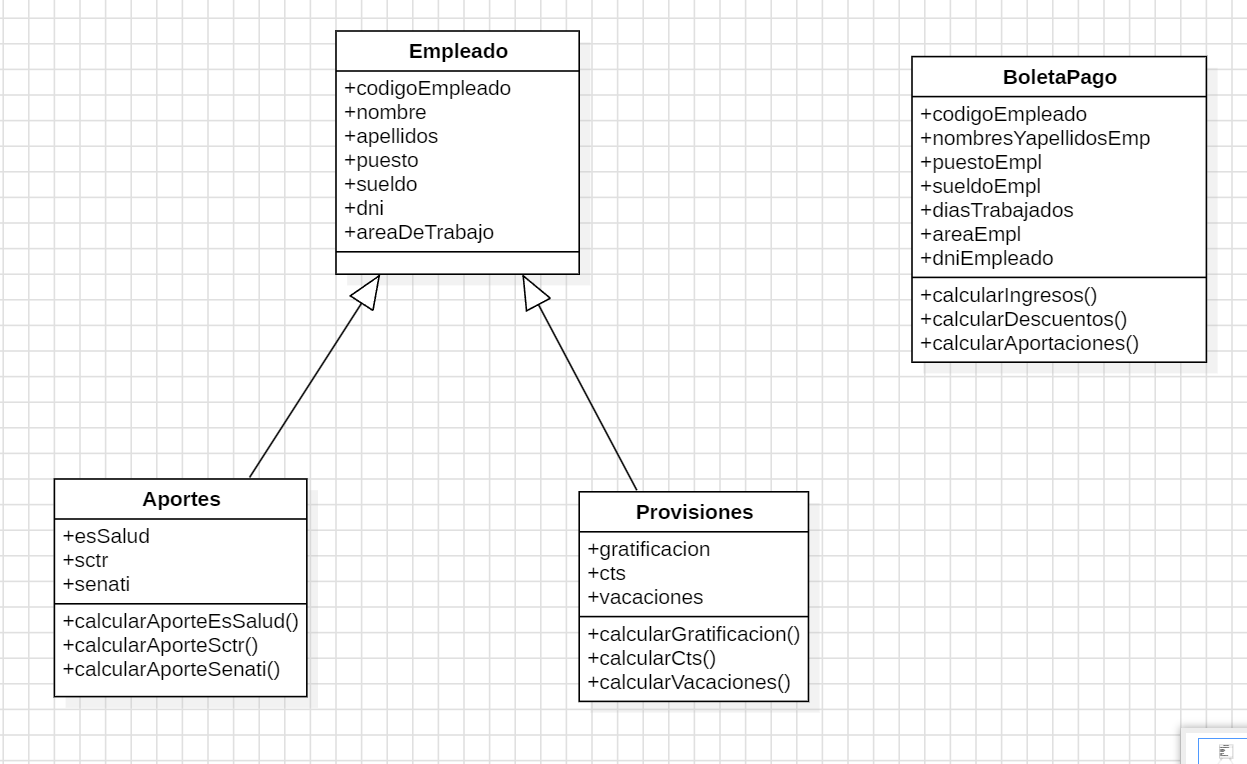 Empleado
+codigoEmpleado
+nombre
+apellidos
+puesto
+sueldo
+dni
+areaDeTrabajo
BoletaPago
+codigoEmpleado
+nombresYapellidosEmp
+puestoEmpl
+sueldoEmpl
+diasTrabajados
+areaEmpl
+dniEmpleado
+calcularIngresos()
+calcularDescuentos()
+calcularAportaciones()
Aportes
+esSalud
+sctr
+senati
+calcularAporteEsSalud()
+calcularAporteSctr()
+calcularAporteSenati()
Provisiones
+gratificacion
+cts
+vacaciones
+calcularGratificacion()
+calcularCts()
+calcularVacaciones()